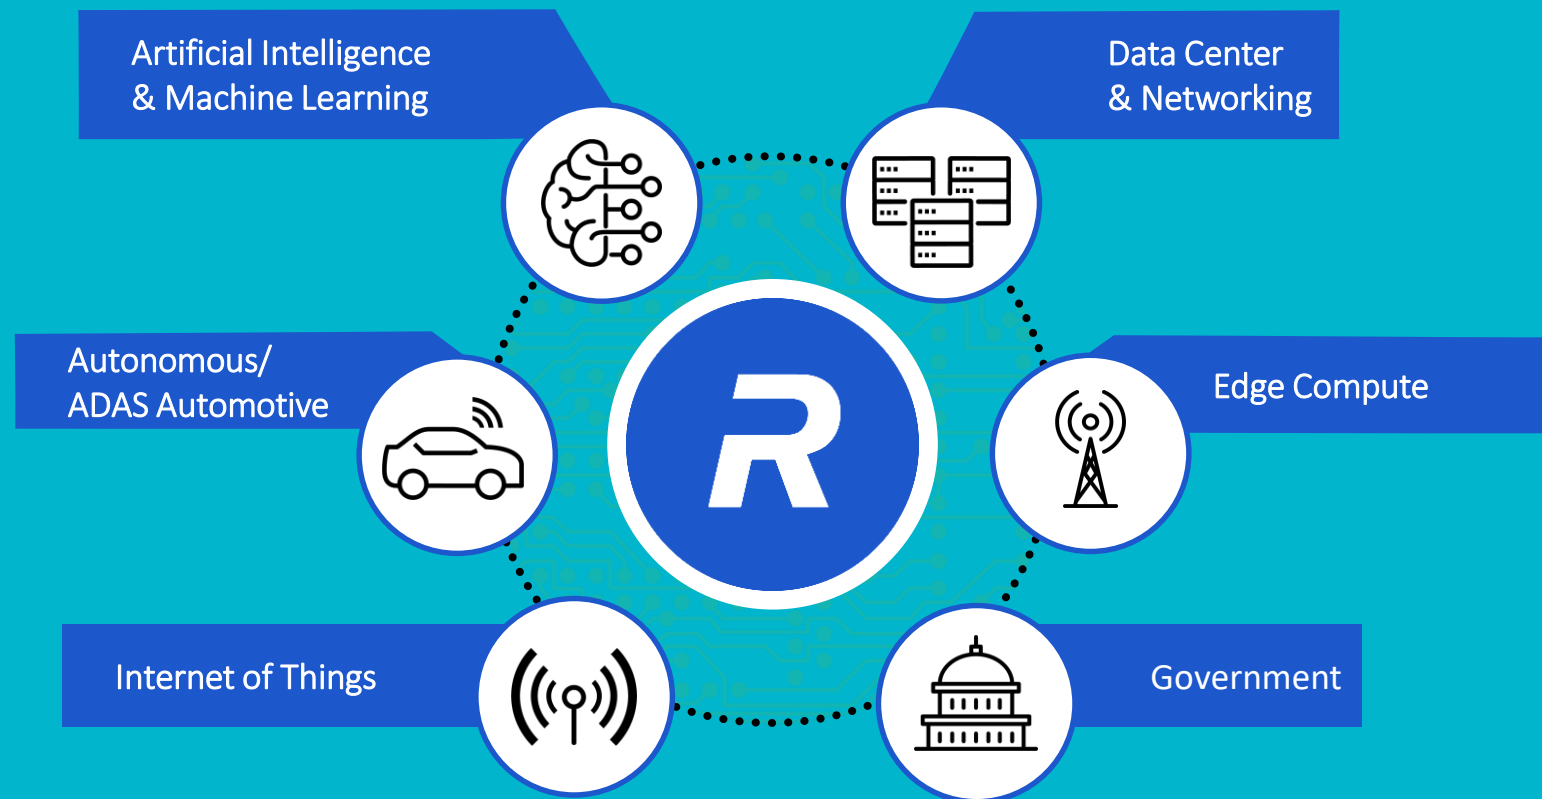 Artificial Intelligence
& Machine Learning
Data Center
& Networking
Autonomous/
ADAS Automotive
Edge Compute
R
Internet of Things
Government